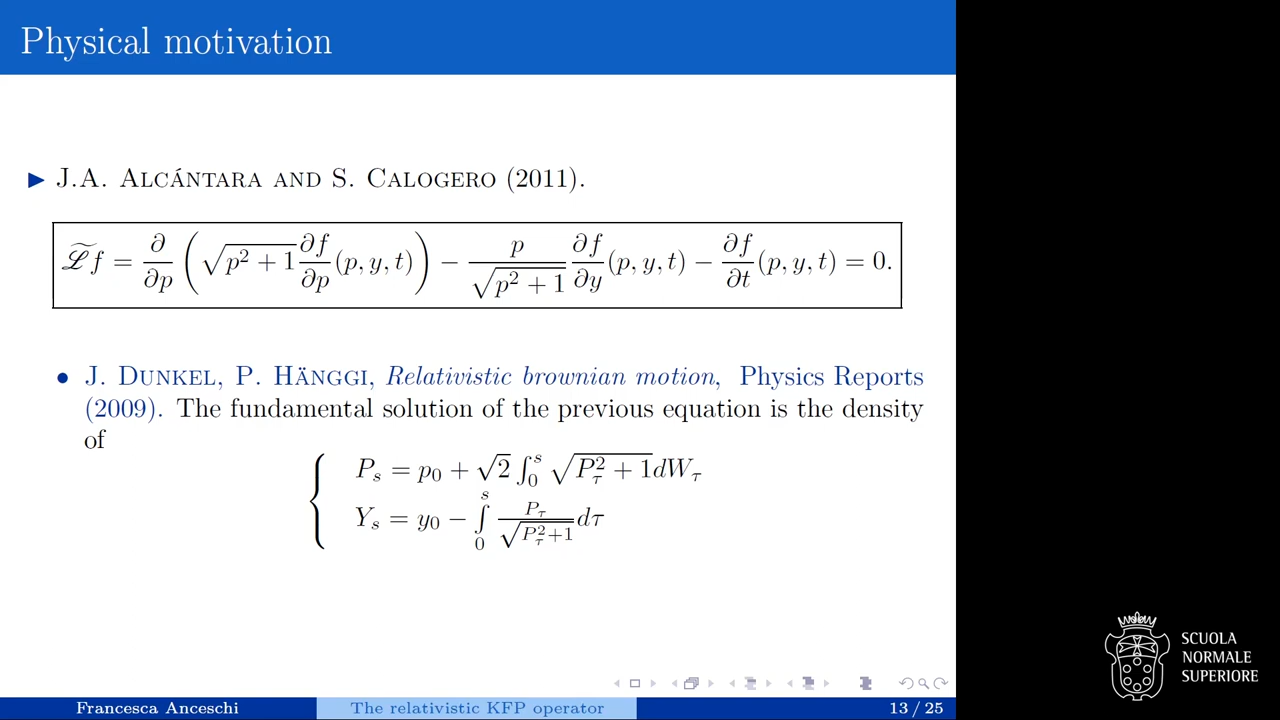 Physical motivation
▶ J.A. Alcántara and S. Calogero (2011).
$\widetilde{\mathscr{L}} f = \frac{\partial}{\partial p}\left(\sqrt{p^2+1}\frac{\partial f}{\partial p}(p,y,t)\right) - \frac{p}{\sqrt{p^2+1}}\frac{\partial f}{\partial y}(p,y,t) - \frac{\partial f}{\partial t}(p,y,t) = 0.$
• J. Dunkel, P. Hänggi, Relativistic brownian motion, Physics Reports
(2009). The fundamental solution of the previous equation is the density
of
$P_s = p_0 + \sqrt{2}\int_0^s \sqrt{P_\tau^2+1}\,dW_\tau$
$Y_s = y_0 - \int_0^s \frac{P_\tau}{\sqrt{P_\tau^2+1}}d\tau$
SCUOLA
NORMALE
SUPERIORE
Francesca Anceschi The relativistic KFP operator 13 / 25